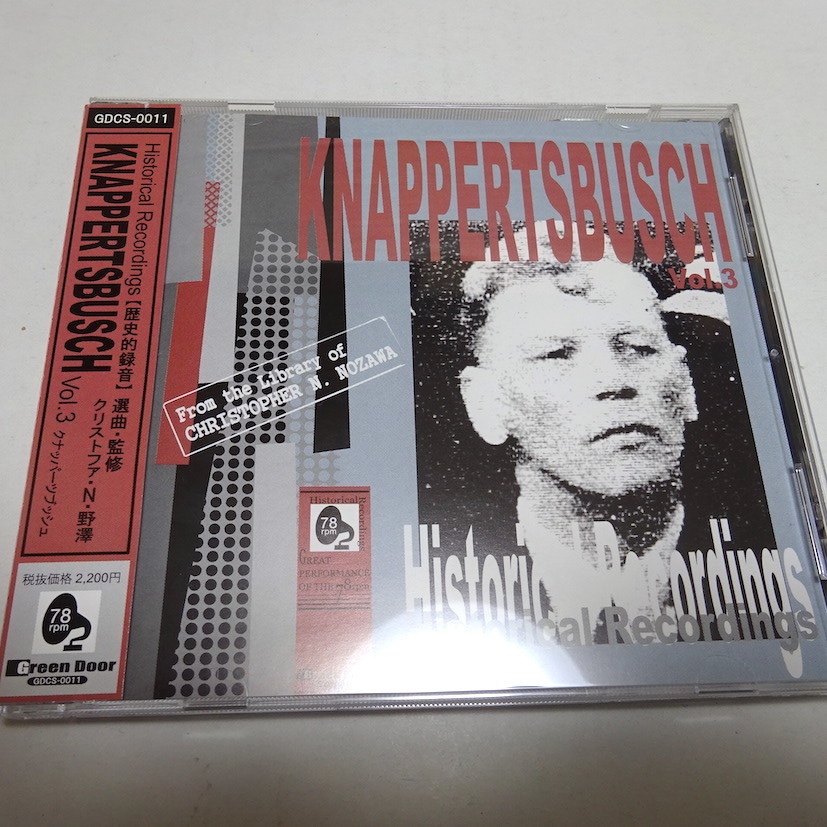 GDCS-0011
Historical Recordings【歴史的録音】選曲・監修
KNAPPERTSBUSCH Vol.3 クリストファ・N・野澤
クナッパーツブッシュ
税抜価格 2,200円
78
rpm
Green Door
GDCS-0011
KNAPPERTSBUSCH
Vol.3
From the Library of
CHRISTOPHER N. NOZAWA
Historical
Recordings
78
rpm
GREAT
PERFORMANCE
OF THE 78rpm
Historical Recordings
Historical Recordings